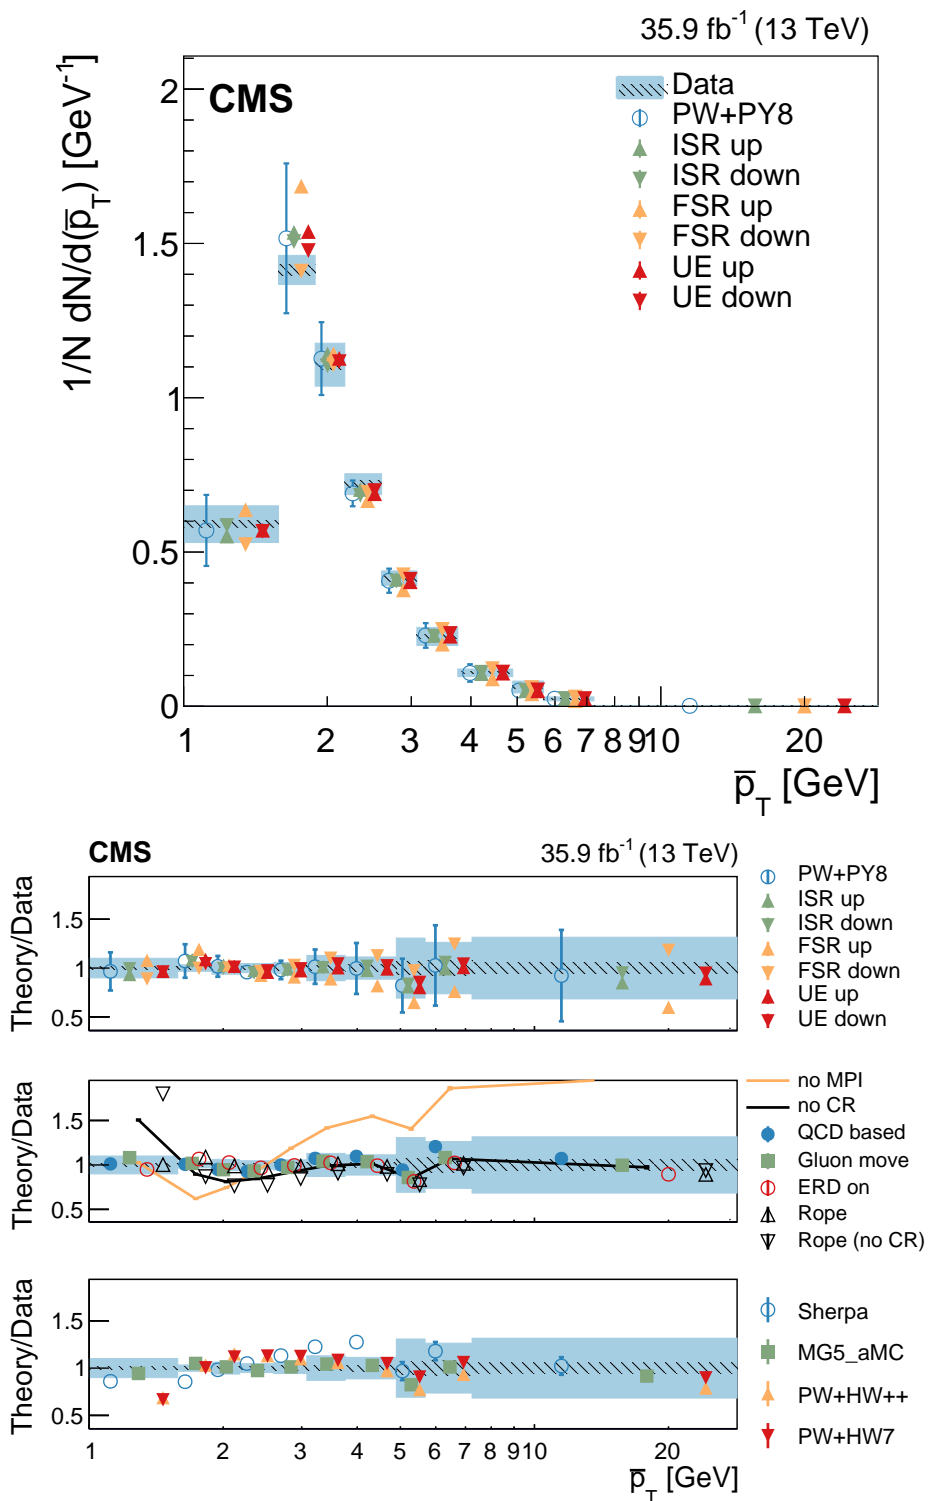 35.9 fb⁻¹ (13 TeV)
CMS
1/N dN/d(p̅_T) [GeV⁻¹]
2
1.5
1
0.5
0
Data
PW+PY8
ISR up
ISR down
FSR up
FSR down
UE up
UE down
1 2 3 4 5 6 7 8 9 10 20
p̅_T [GeV]
CMS
35.9 fb⁻¹ (13 TeV)
Theory/Data
1.5
1
0.5
PW+PY8
ISR up
ISR down
FSR up
FSR down
UE up
UE down
Theory/Data
1.5
1
0.5
no MPI
no CR
QCD based
Gluon move
ERD on
Rope
Rope (no CR)
Theory/Data
1.5
1
0.5
Sherpa
MG5_aMC
PW+HW++
PW+HW7
1 2 3 4 5 6 7 8 9 10 20
p̅_T [GeV]